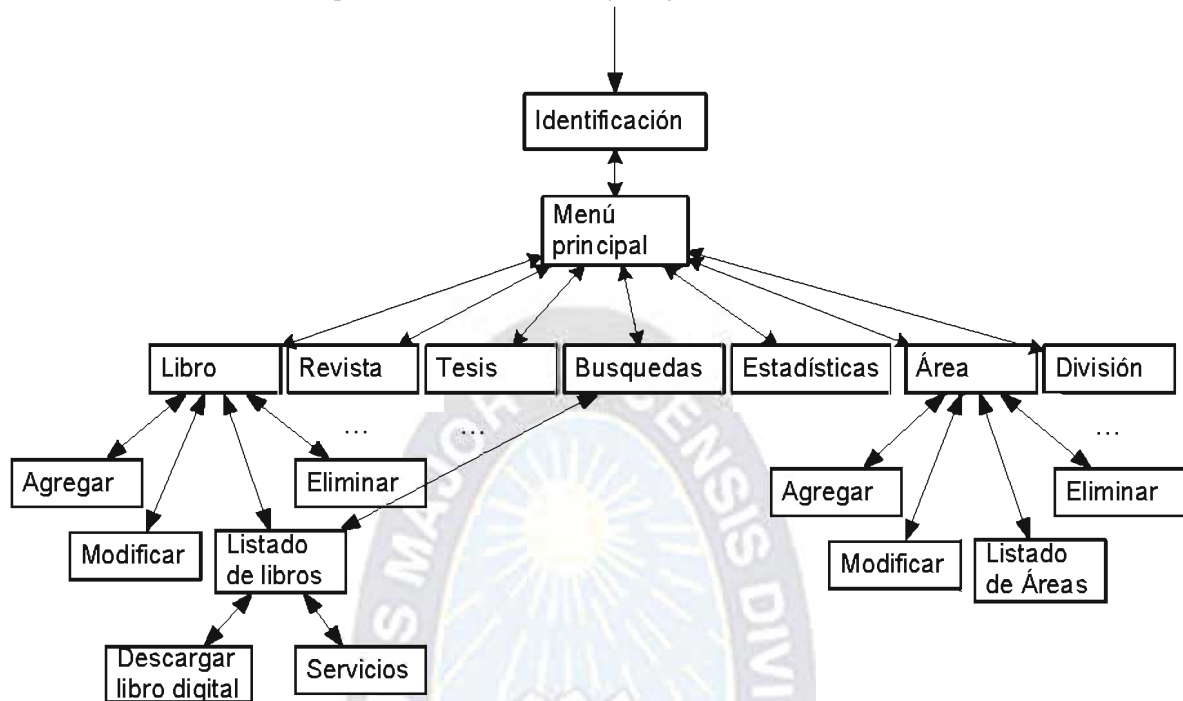 Identificación
Menú
principal
Libro
Revista
Tesis
Busquedas
Estadísticas
Área
División
...
...
...
Agregar
Eliminar
Agregar
Eliminar
Modificar
Listado
de libros
Modificar
Listado
de Áreas
Descargar
libro digital
Servicios